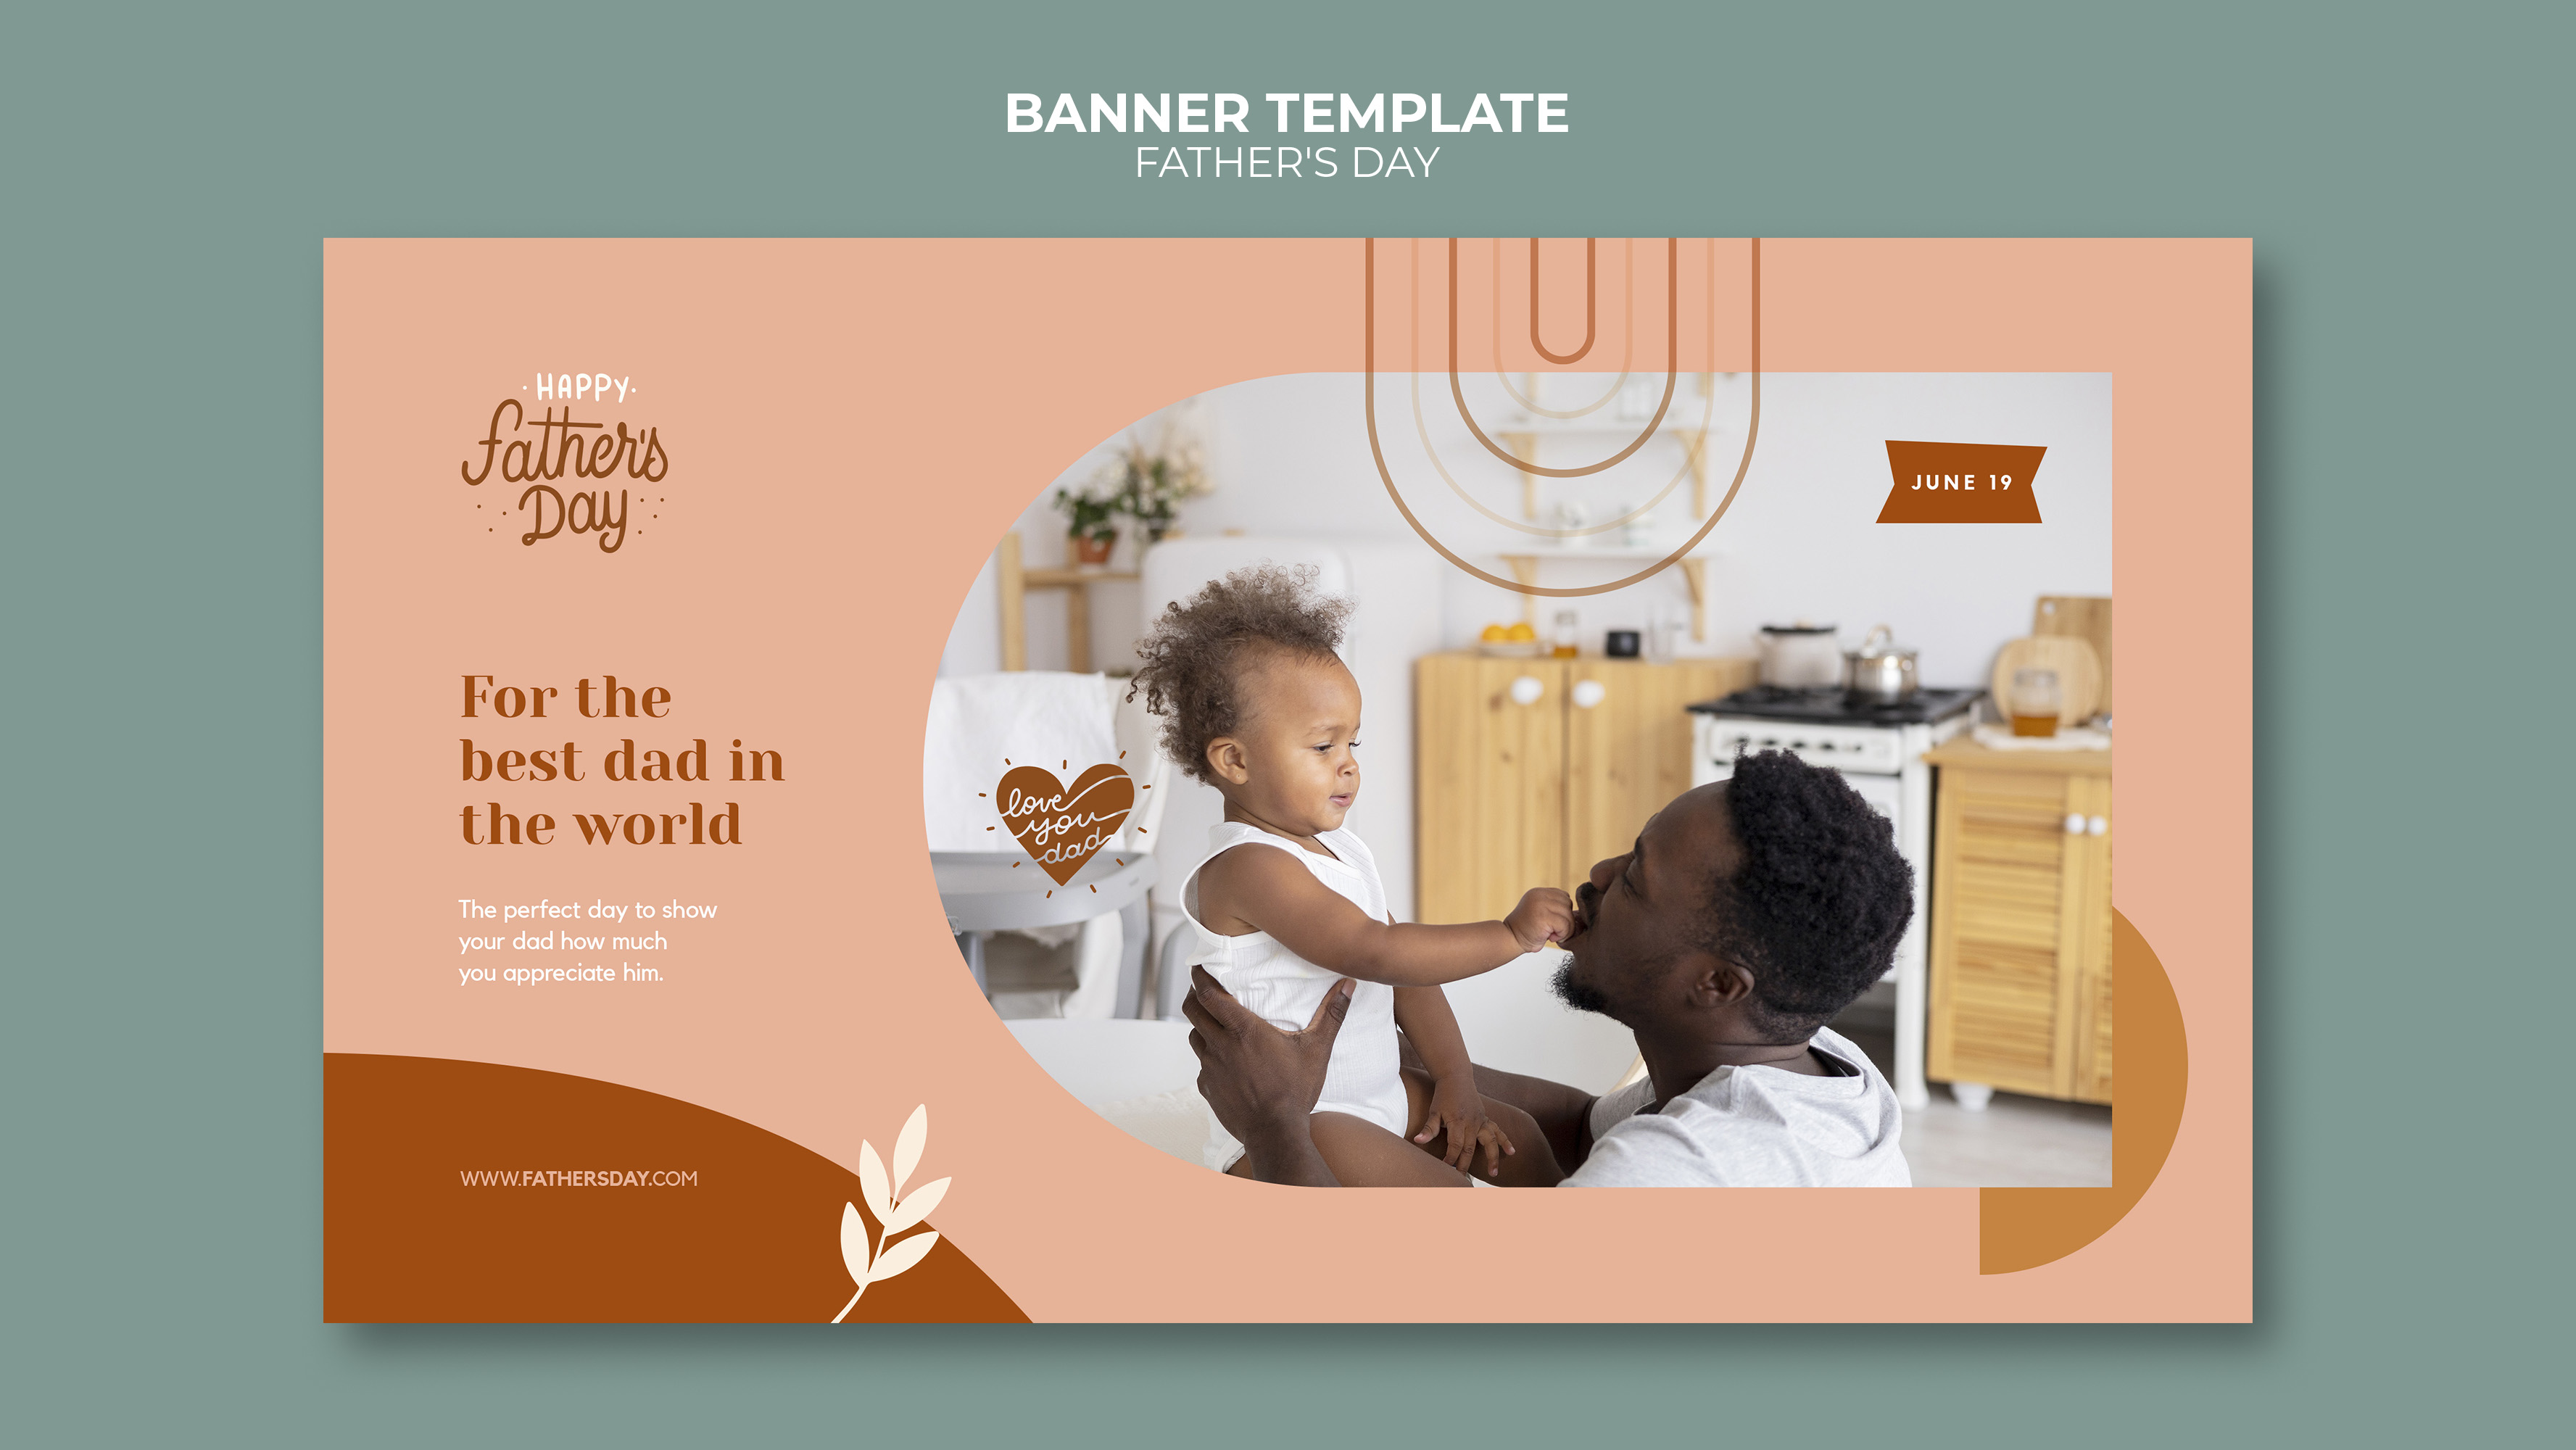 BANNER TEMPLATE
FATHER'S DAY
HAPPY
Father's
Day
JUNE 19
For the
best dad in
the world
love
you
dad
The perfect day to show
your dad how much
you appreciate him.
WWW.FATHERSDAY.COM